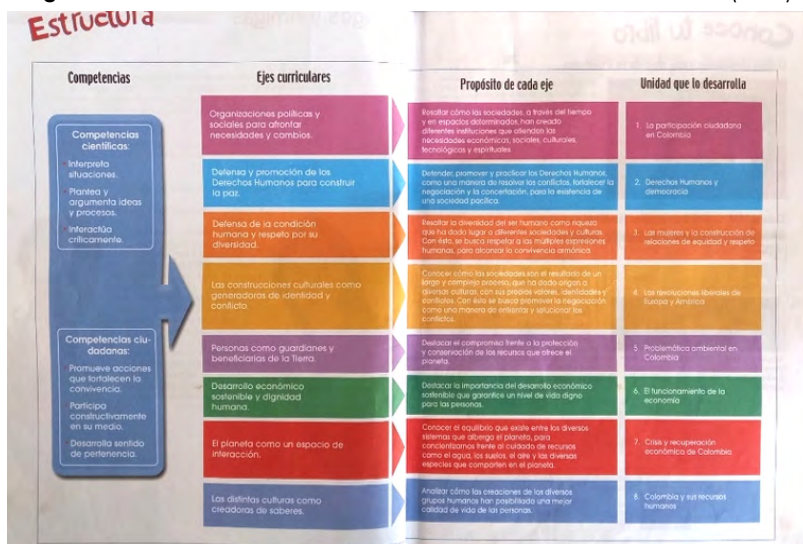 Estructura
Competencias
Ejes curriculares
Propósito de cada eje
Unidad que lo desarrolla
Competencias
científicas:
• Interpreta
situaciones.
• Plantea y
argumenta ideas
y procesos.
• Interactúa
críticamente.
Competencias ciu-
dadanas:
• Promueve acciones
que fortalecen la
convivencia.
• Participa
constructivamente
en su medio.
• Desarrolla sentido
de pertenencia.
Organizaciones políticas y
sociales para afrontar
necesidades y cambios.
Resaltar cómo las sociedades, a través del tiempo
y en espacios determinados, han creado
diferentes instituciones que atienden las
necesidades económicas, sociales, culturales,
tecnológicas y espirituales.
1. La participación ciudadana
en Colombia
Defensa y promoción de los
Derechos Humanos para construir
la paz.
Defender, promover y practicar los Derechos Humanos,
como una manera de resolver los conflictos, fortalecer la
negociación y la concertación, para la existencia de
una sociedad pacífica.
2. Derechos Humanos y
democracia
Defensa de la condición
humana y respeto por su
diversidad.
Resaltar la diversidad del ser humano como riqueza
que ha dado lugar a diferentes sociedades y culturas.
Con ésto, se busca respetar a las múltiples expresiones
humanas, para alcanzar la convivencia armónica.
3. Las mujeres y la construcción de
relaciones de equidad y respeto
Las construcciones culturales como
generadoras de identidad y
conflicto.
Conocer cómo las sociedades son el resultado de un
largo y complejo proceso, que ha dado origen a
diversas culturas, con sus propios valores, identidades y
conflictos. Con ésto se busca promover la negociación
como una manera de enfrentar y solucionar los
conflictos.
4. Las revoluciones liberales de
Europa y América
Personas como guardianes y
beneficiarias de la Tierra.
Destacar el compromiso frente a la protección
y conservación de los recursos que ofrece el
planeta.
5. Problemática ambiental en
Colombia
Desarrollo económico
sostenible y dignidad
humana.
Destacar la importancia del desarrollo económico
sostenible que garantice un nivel de vida digno
para las personas.
6. El funcionamiento de la
economía
El planeta como un espacio de
interacción.
Conocer el equilibrio que existe entre los diversos
sistemas que alberga el planeta, para
concientizarnos frente al cuidado de recursos
como el agua, los suelos, el aire y las diversas
especies que comparten en el planeta.
7. Crisis y recuperación
económica de Colombia
Las distintas culturas como
creadoras de saberes.
Analizar cómo las creaciones de los diversos
grupos humanos han posibilitado una mejor
calidad de vida de las personas.
8. Colombia y sus recursos
humanos